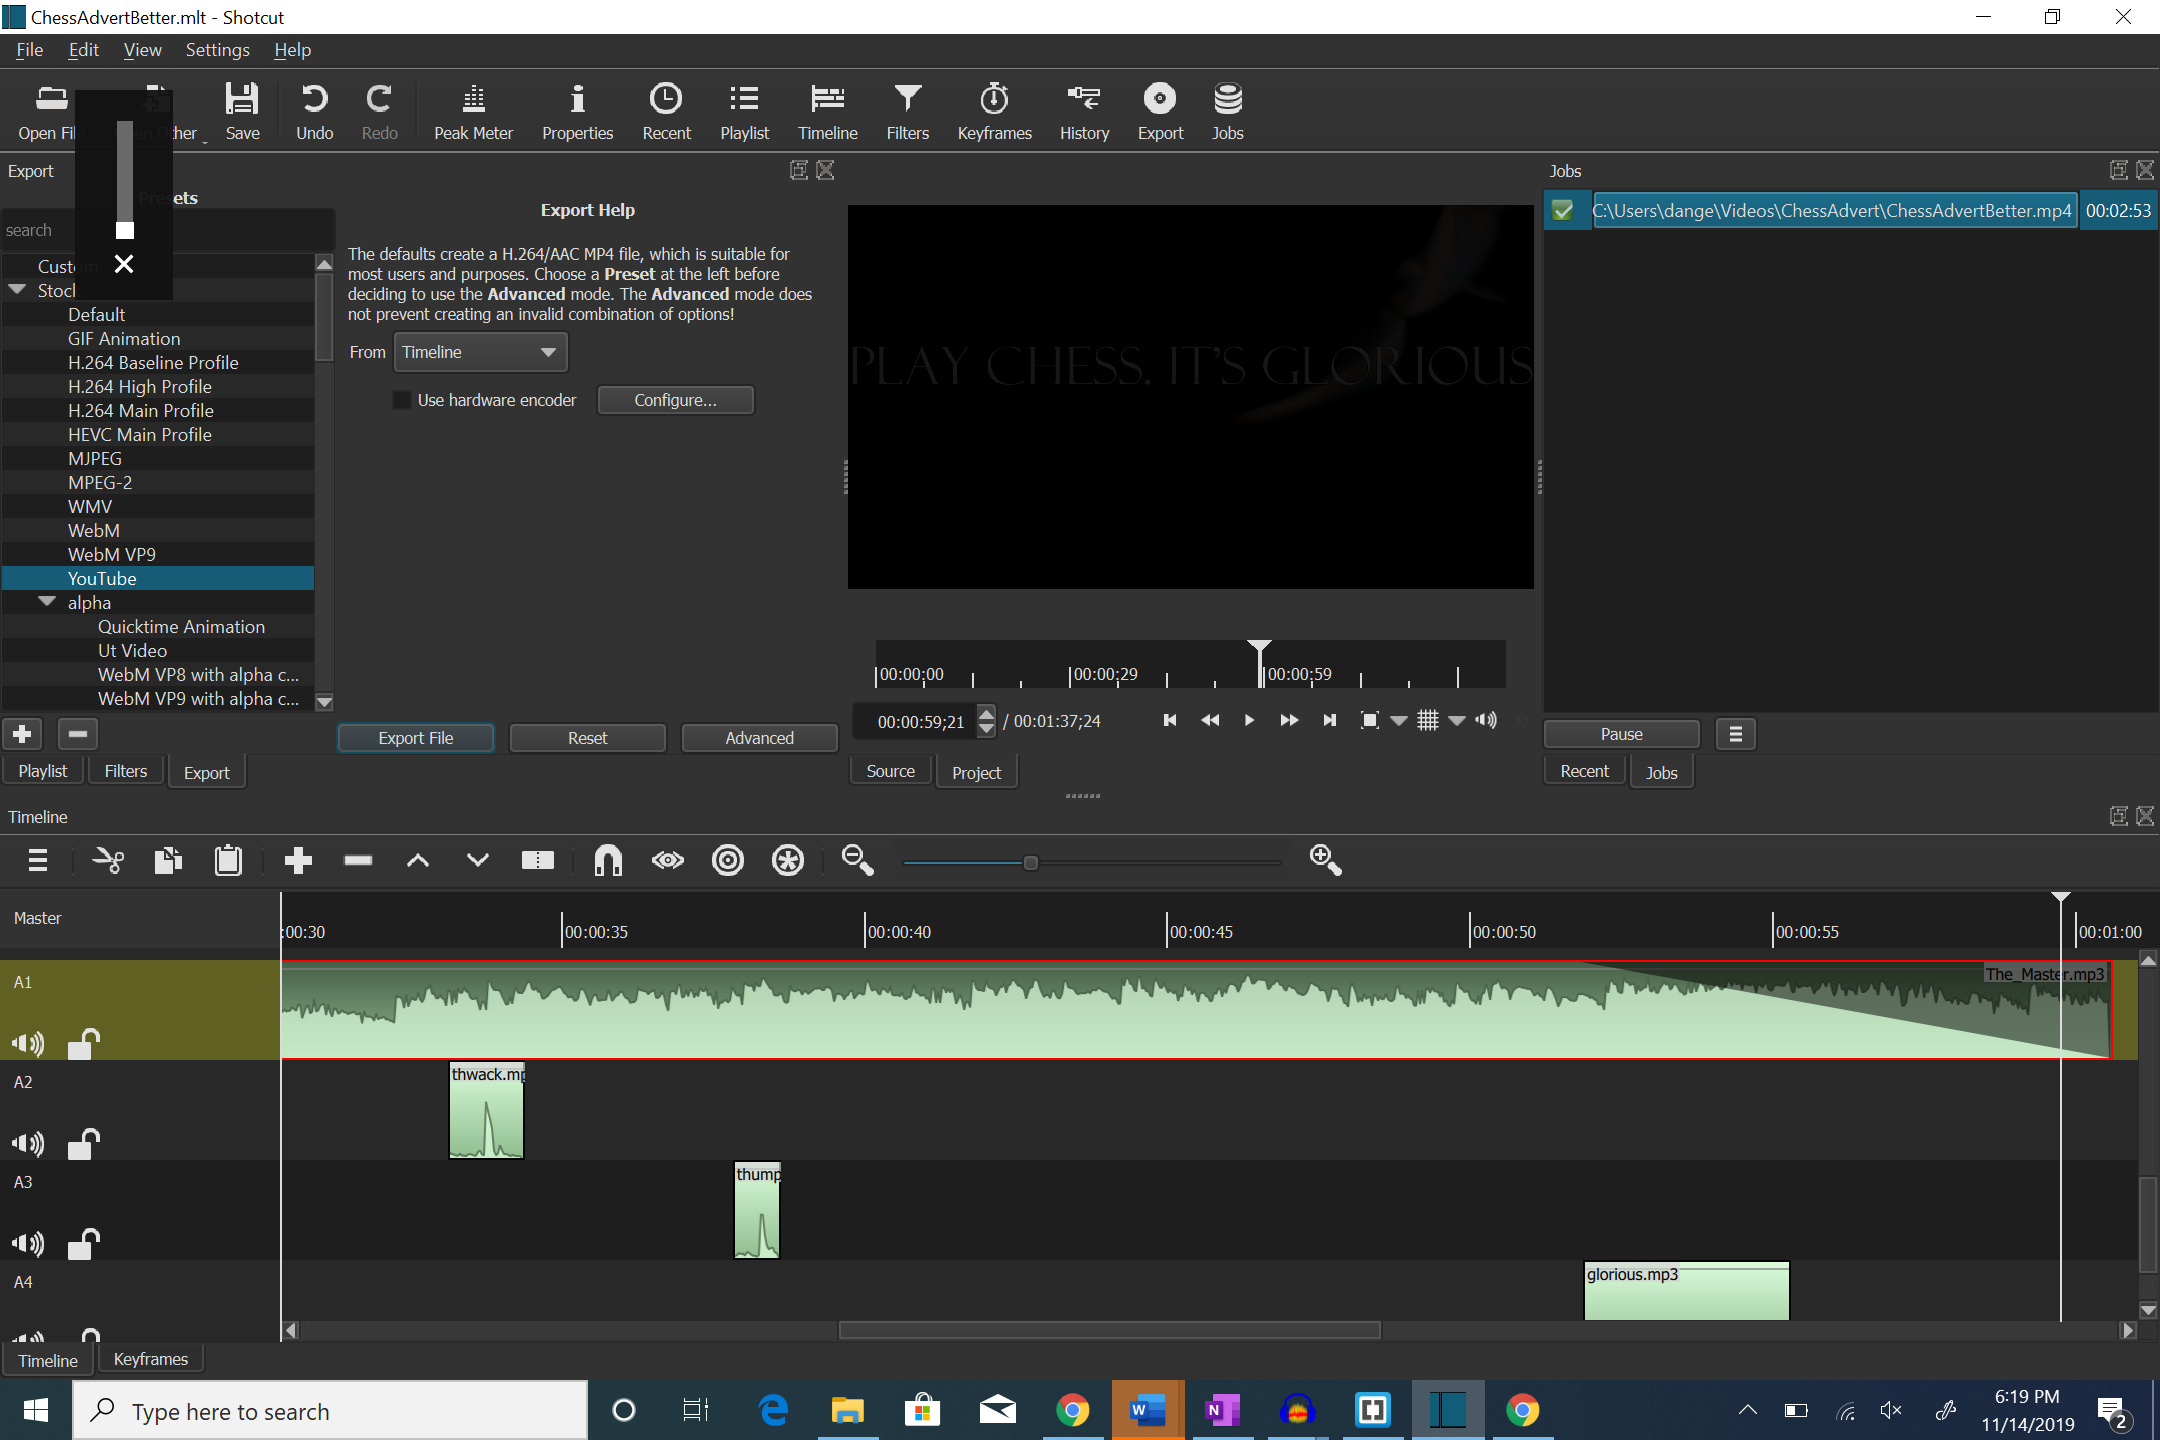 ChessAdvertBetter.mlt - Shotcut
File Edit View Settings Help
Open File Other Save Undo Redo Peak Meter Properties Recent Playlist Timeline Filters Keyframes History Export Jobs
Export
Presets
search
Custom
Stock
Default
GIF Animation
H.264 Baseline Profile
H.264 High Profile
H.264 Main Profile
HEVC Main Profile
MJPEG
MPEG-2
WMV
WebM
WebM VP9
YouTube
alpha
Quicktime Animation
Ut Video
WebM VP8 with alpha c...
WebM VP9 with alpha c...
Export Help
The defaults create a H.264/AAC MP4 file, which is suitable for
most users and purposes. Choose a Preset at the left before
deciding to use the Advanced mode. The Advanced mode does
not prevent creating an invalid combination of options!
From Timeline
Use hardware encoder Configure...
Export File Reset Advanced
Playlist Filters Export
PLAY CHESS. IT'S GLORIOUS
00:00:00 00:00:29 00:00:59
00:00:59;21 / 00:01:37;24
Source Project
Jobs
C:\Users\dange\Videos\ChessAdvert\ChessAdvertBetter.mp4 00:02:53
Pause
Recent Jobs
Timeline
Master
:00:30 00:00:35 00:00:40 00:00:45 00:00:50 00:00:55 00:01:00
A1
The_Master.mp3
A2
thwack.mp
A3
thump
A4
glorious.mp3
Timeline Keyframes
Type here to search
6:19 PM
11/14/2019
2